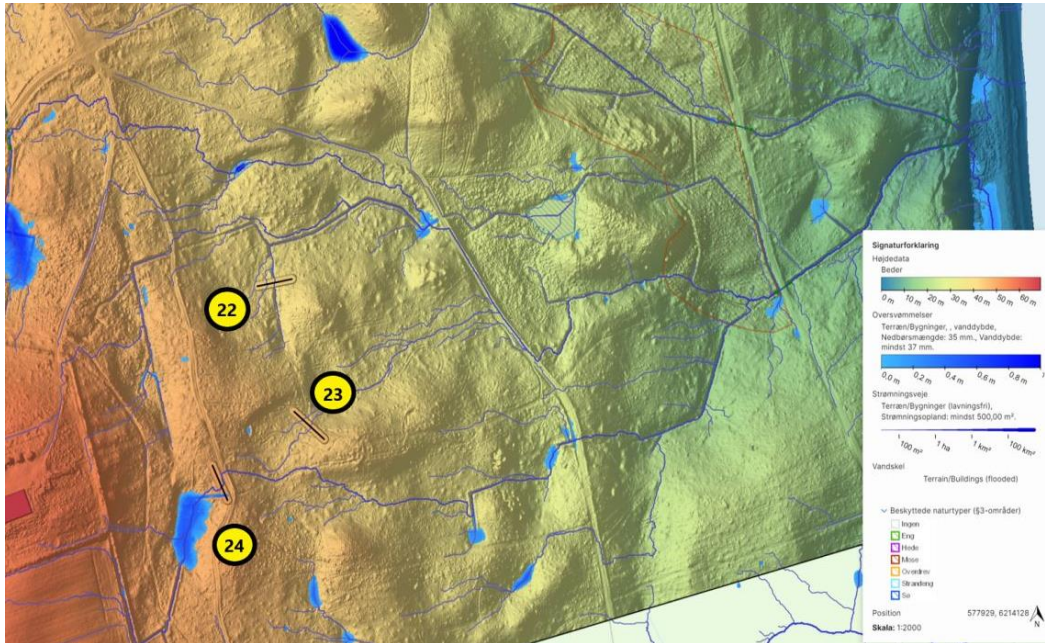 22
23
24
Signaturforklaring
Højdedata
Beder
0 m 10 m 20 m 30 m 40 m 50 m 60 m
Oversvømmelser
Terræn/Bygninger, , vanddybde,
Nedbørsmængde: 35 mm., Vanddybde:
mindst 37 mm.
0,0 m 0,2 m 0,4 m 0,6 m 0,8 m
Strømningsveje
Terræn/Bygninger (lavningsfri),
Strømningsopland: mindst 500,00 m².
100 m² 1 ha 1 km² 100 km²
Vandskel
Terrain/Buildings (flooded)
Beskyttede naturtyper (§3-områder)
Ingen
Eng
Hede
Mose
Overdrev
Strandeng
Sø
Position 577929, 6214128
Skala: 1:2000
N